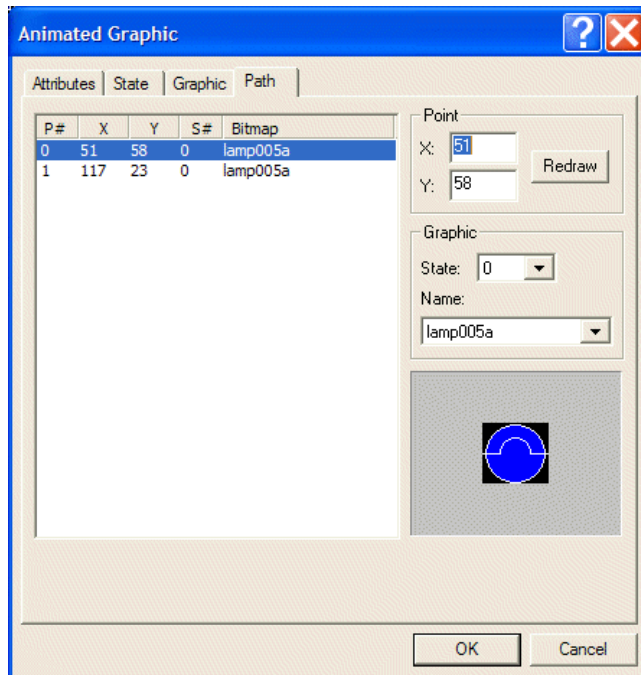 Animated Graphic
Attributes State Graphic Path
P# X Y S# Bitmap
0 51 58 0 lamp005a
1 117 23 0 lamp005a
Point
X: 51
Y: 58
Redraw
Graphic
State: 0
Name:
lamp005a
OK Cancel